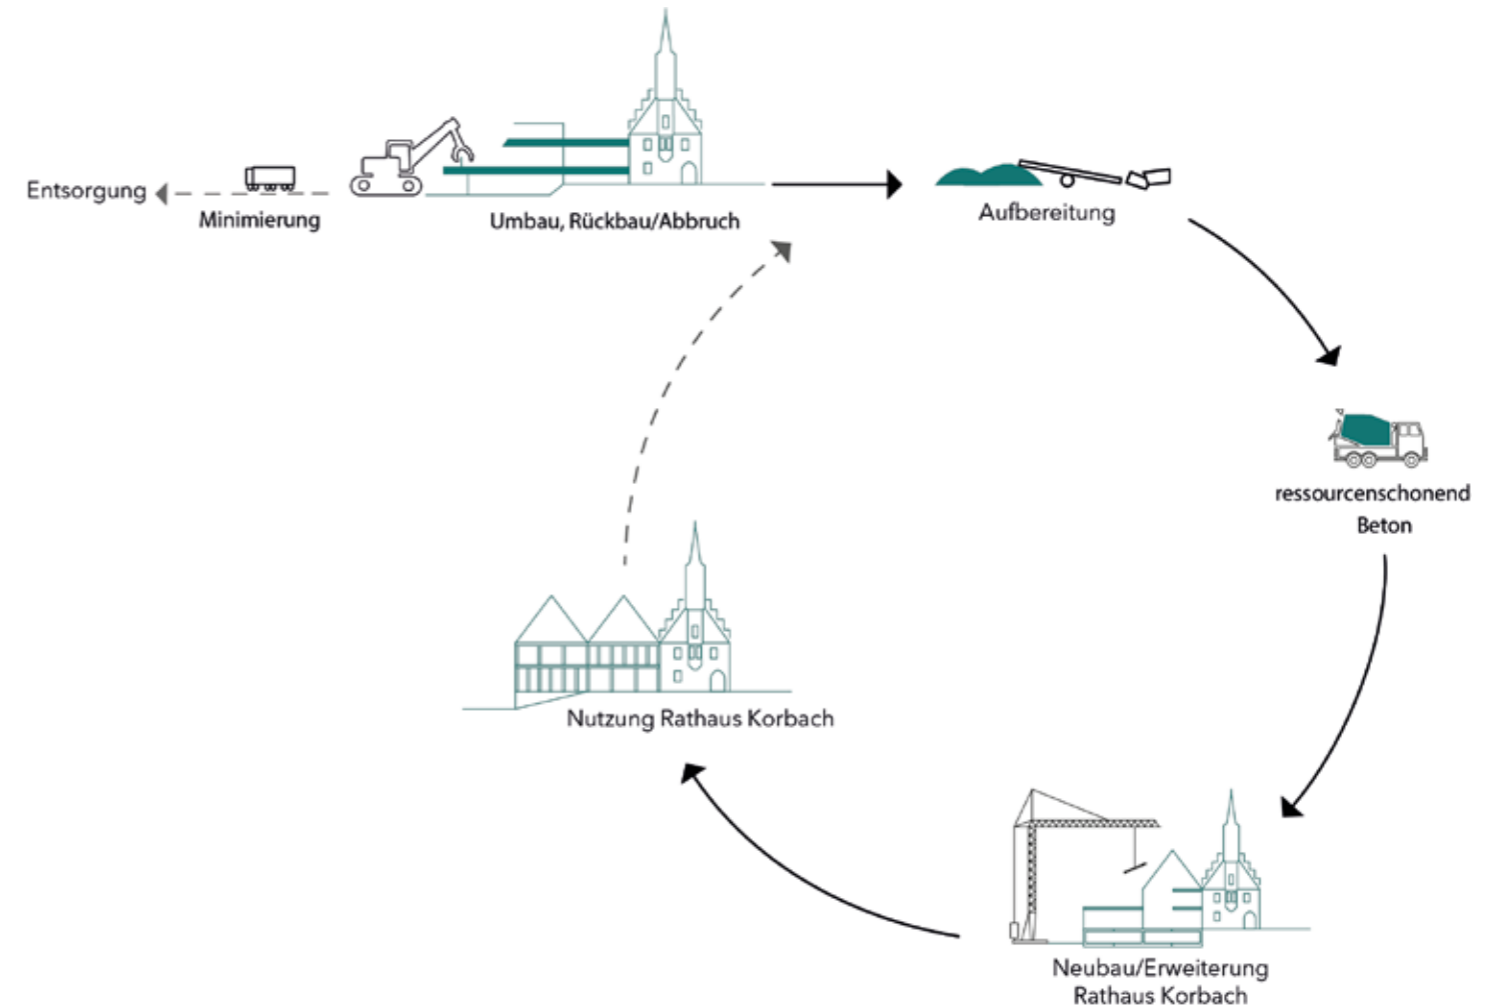 Entsorgung
Minimierung
Umbau, Rückbau/Abbruch
Aufbereitung
ressourcenschonend
Beton
Nutzung Rathaus Korbach
Neubau/Erweiterung
Rathaus Korbach